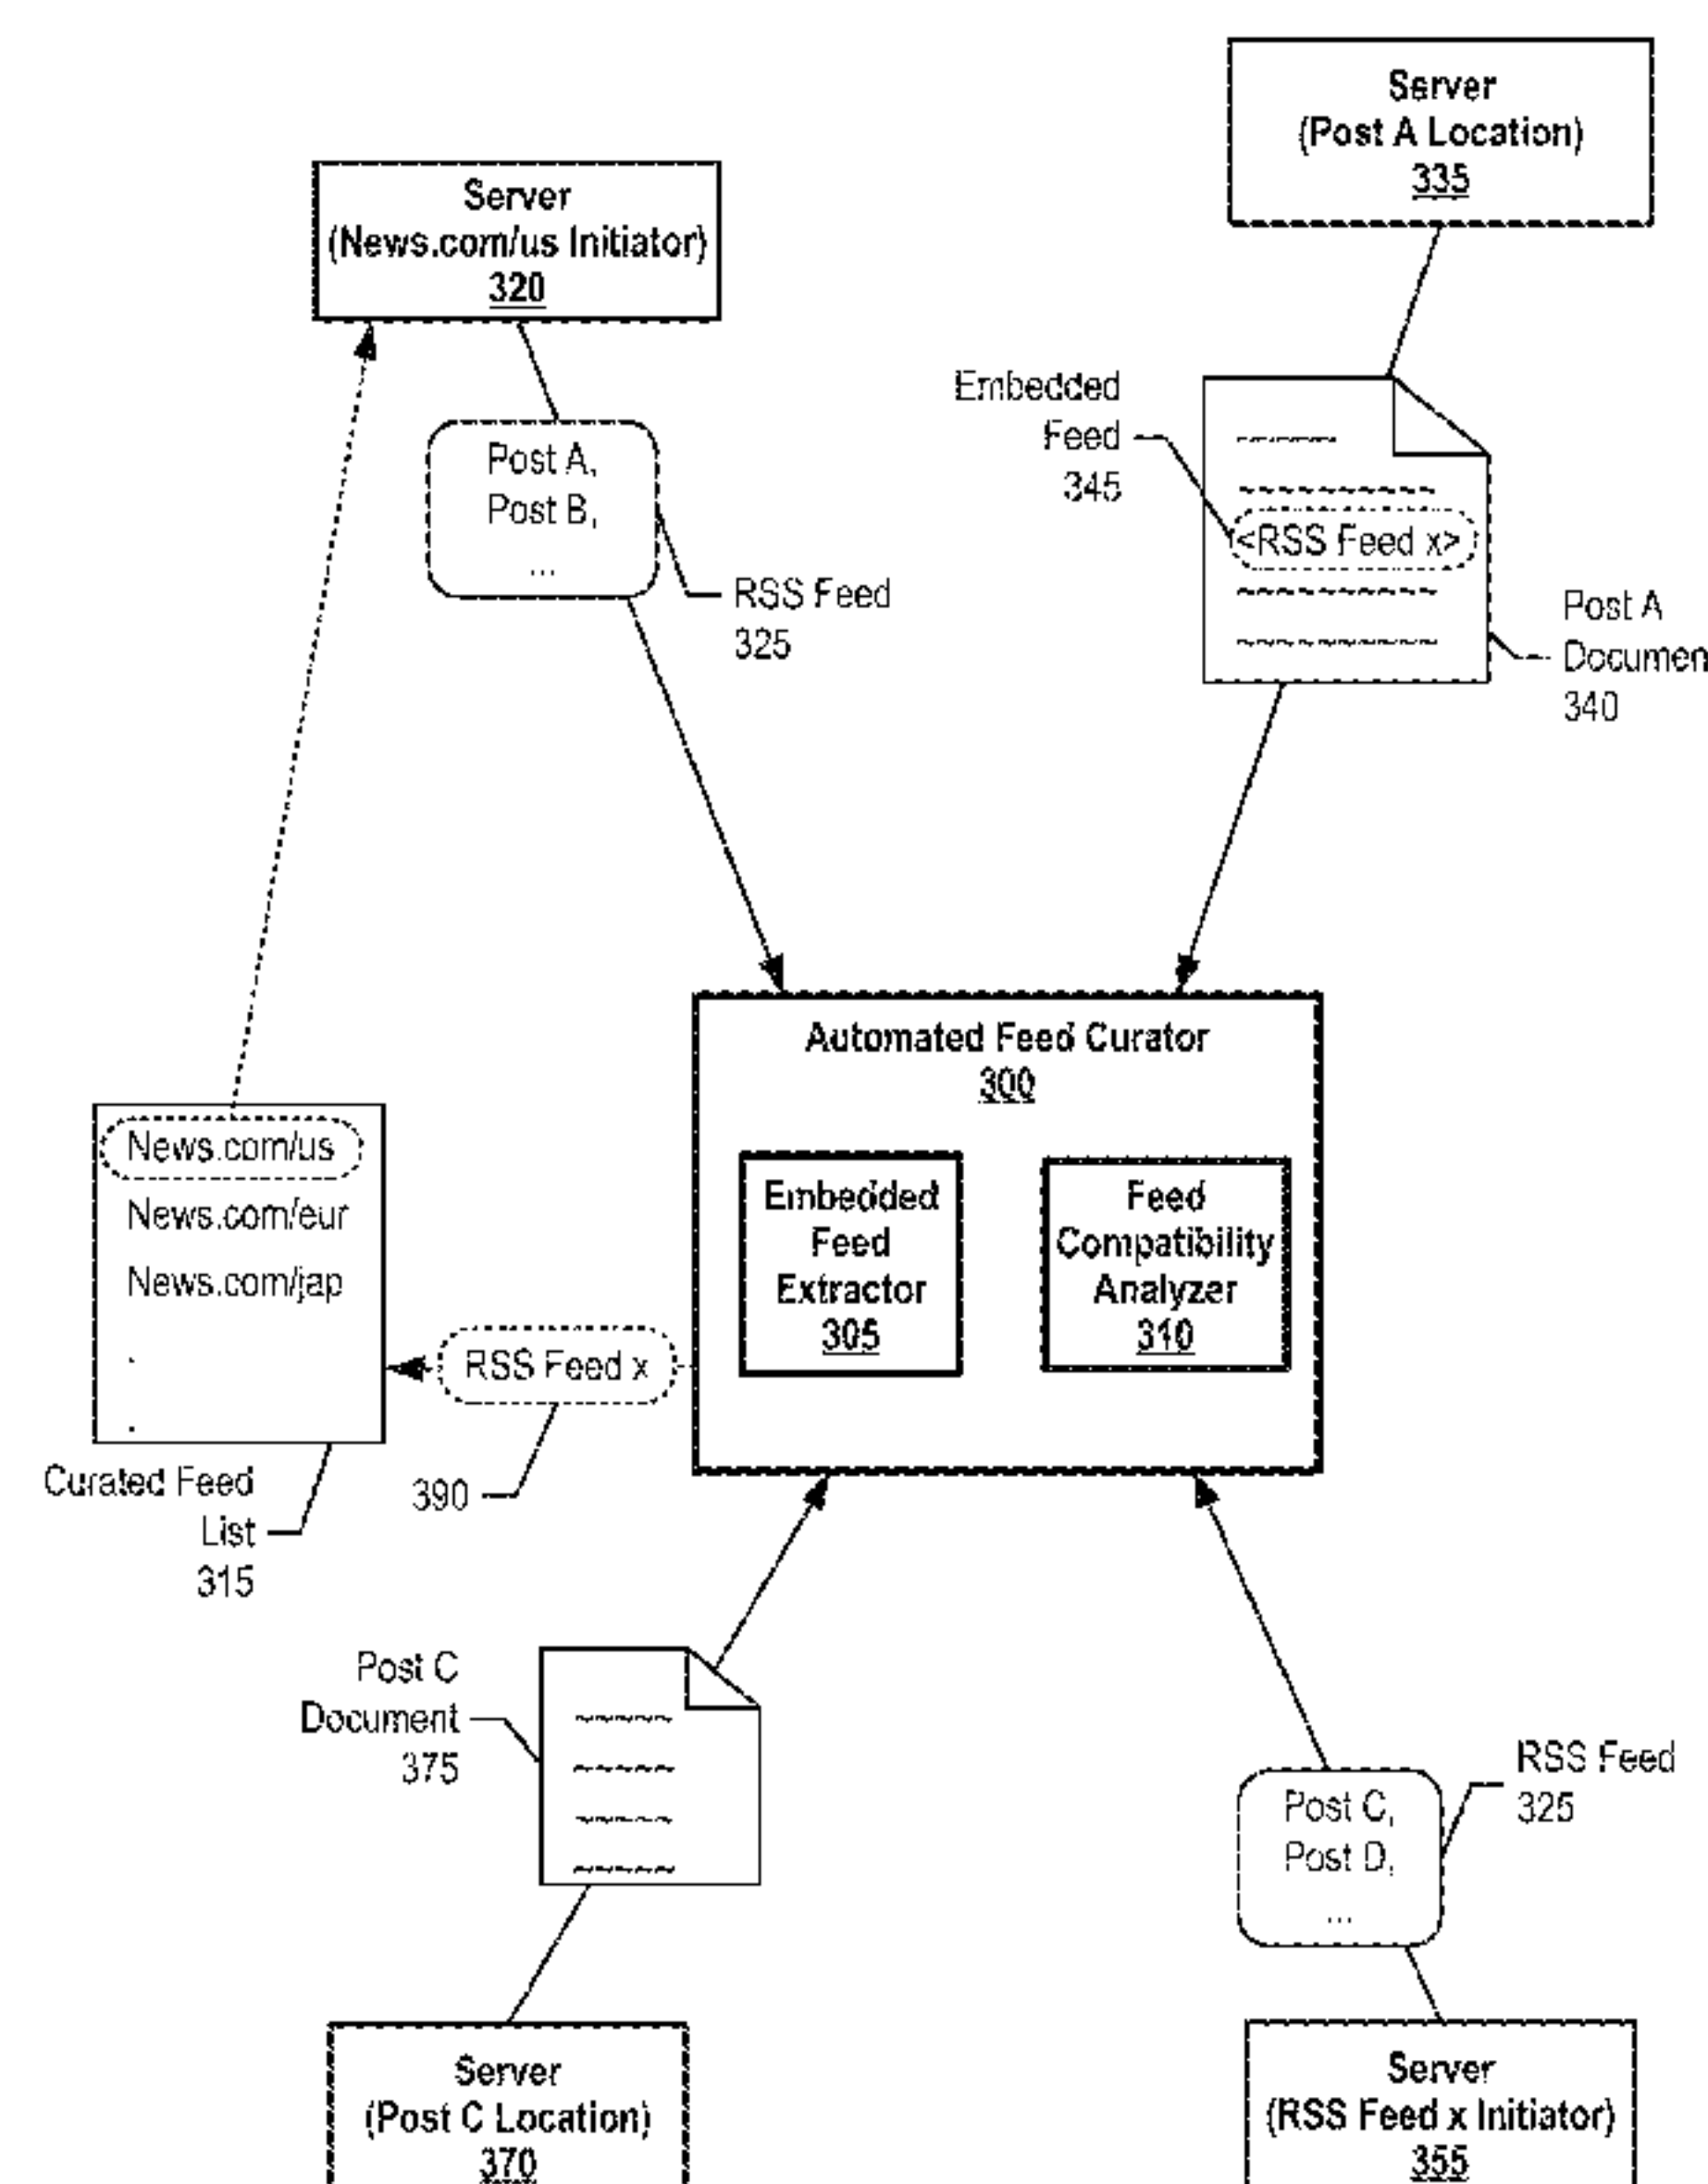 Server
(Post A Location)
335
Server
(News.com/us Initiator)
320
Embedded
Feed
345
Post A,
Post B,
...
<RSS Feed x>
RSS Feed
325
Post A
Documen
340
Automated Feed Curator
300
News.com/us
News.com/eur
News.com/jap
.
.
Embedded
Feed
Extractor
305
Feed
Compatibility
Analyzer
310
RSS Feed x
390
Curated Feed
List
315
Post C
Document
375
RSS Feed
325
Post C,
Post D,
...
Server
(Post C Location)
370
Server
(RSS Feed x Initiator)
355